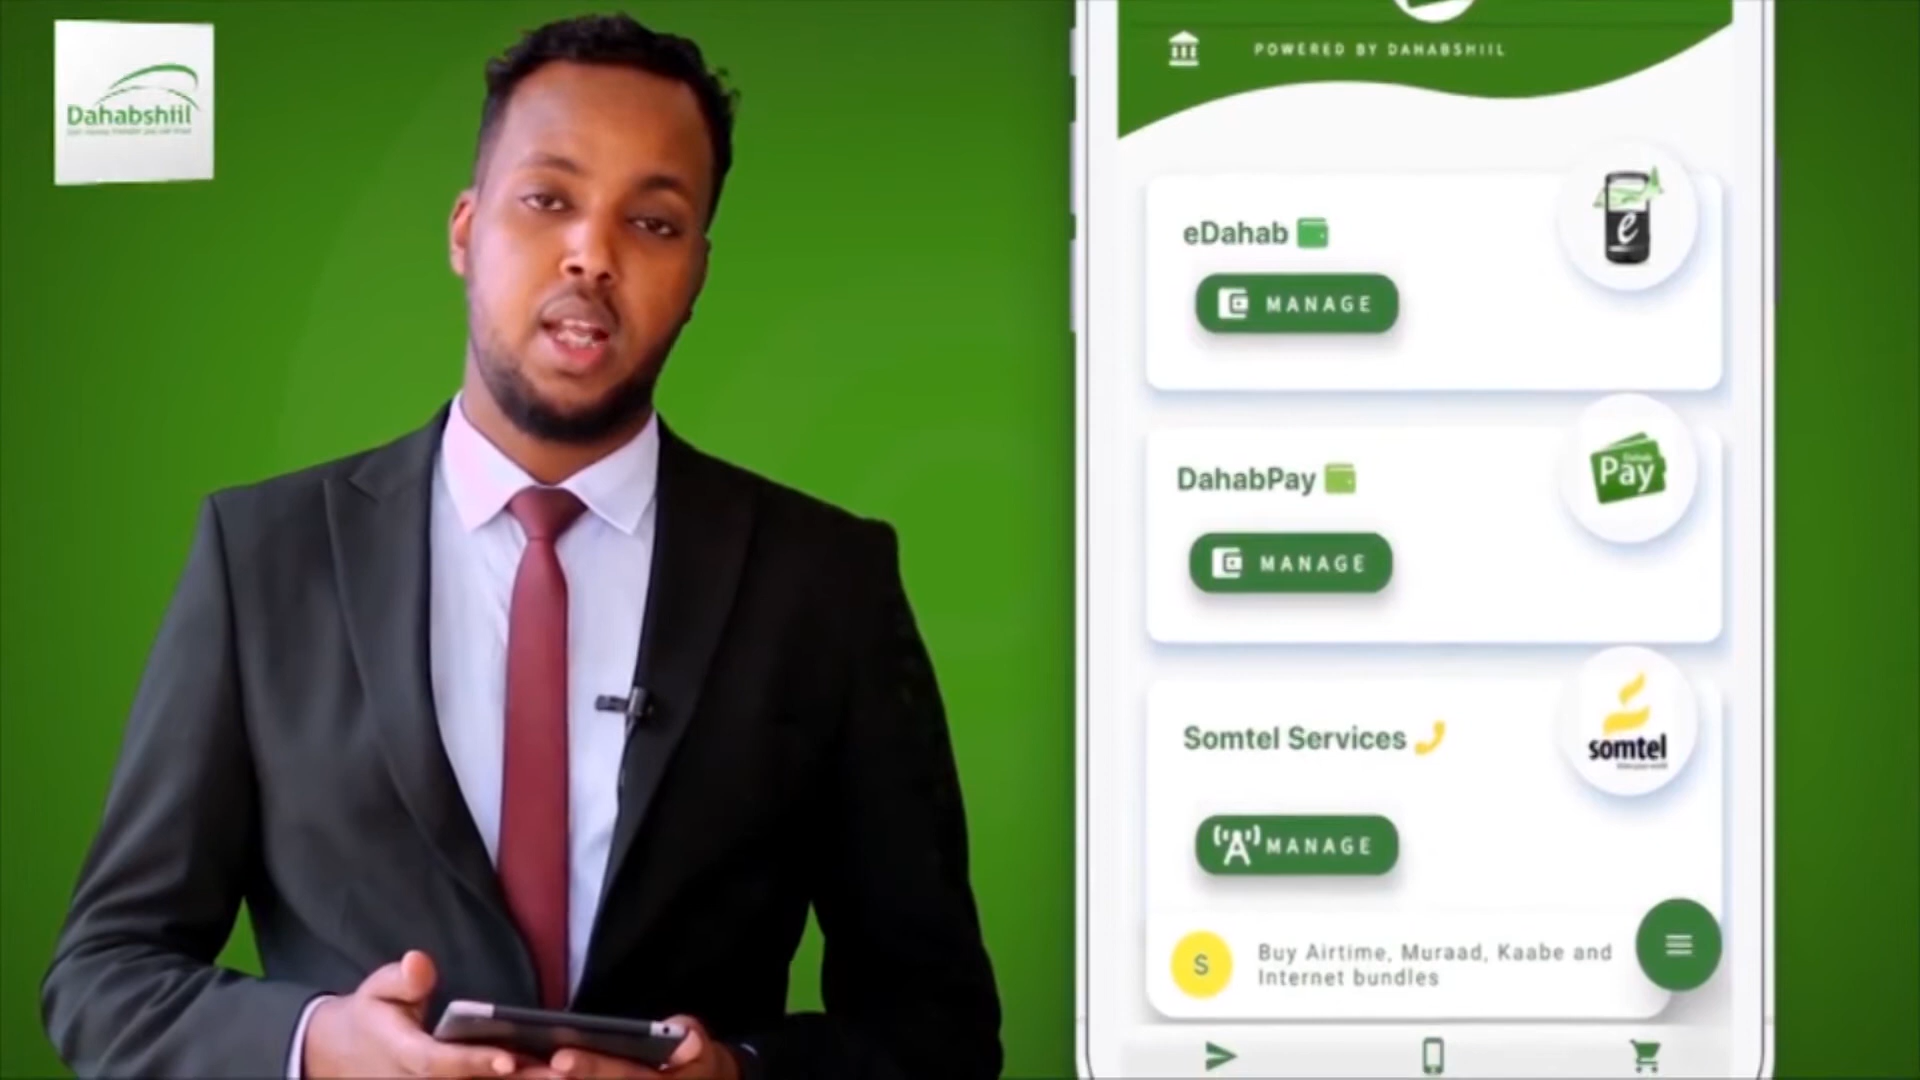 Dahabshiil
POWERED BY DAHABSHIIL
eDahab
e
MANAGE
DahabPay
Dahab
Pay
MANAGE
Somtel Services
somtel
MANAGE
S
Buy Airtime, Muraad, Kaabe and
Internet bundles